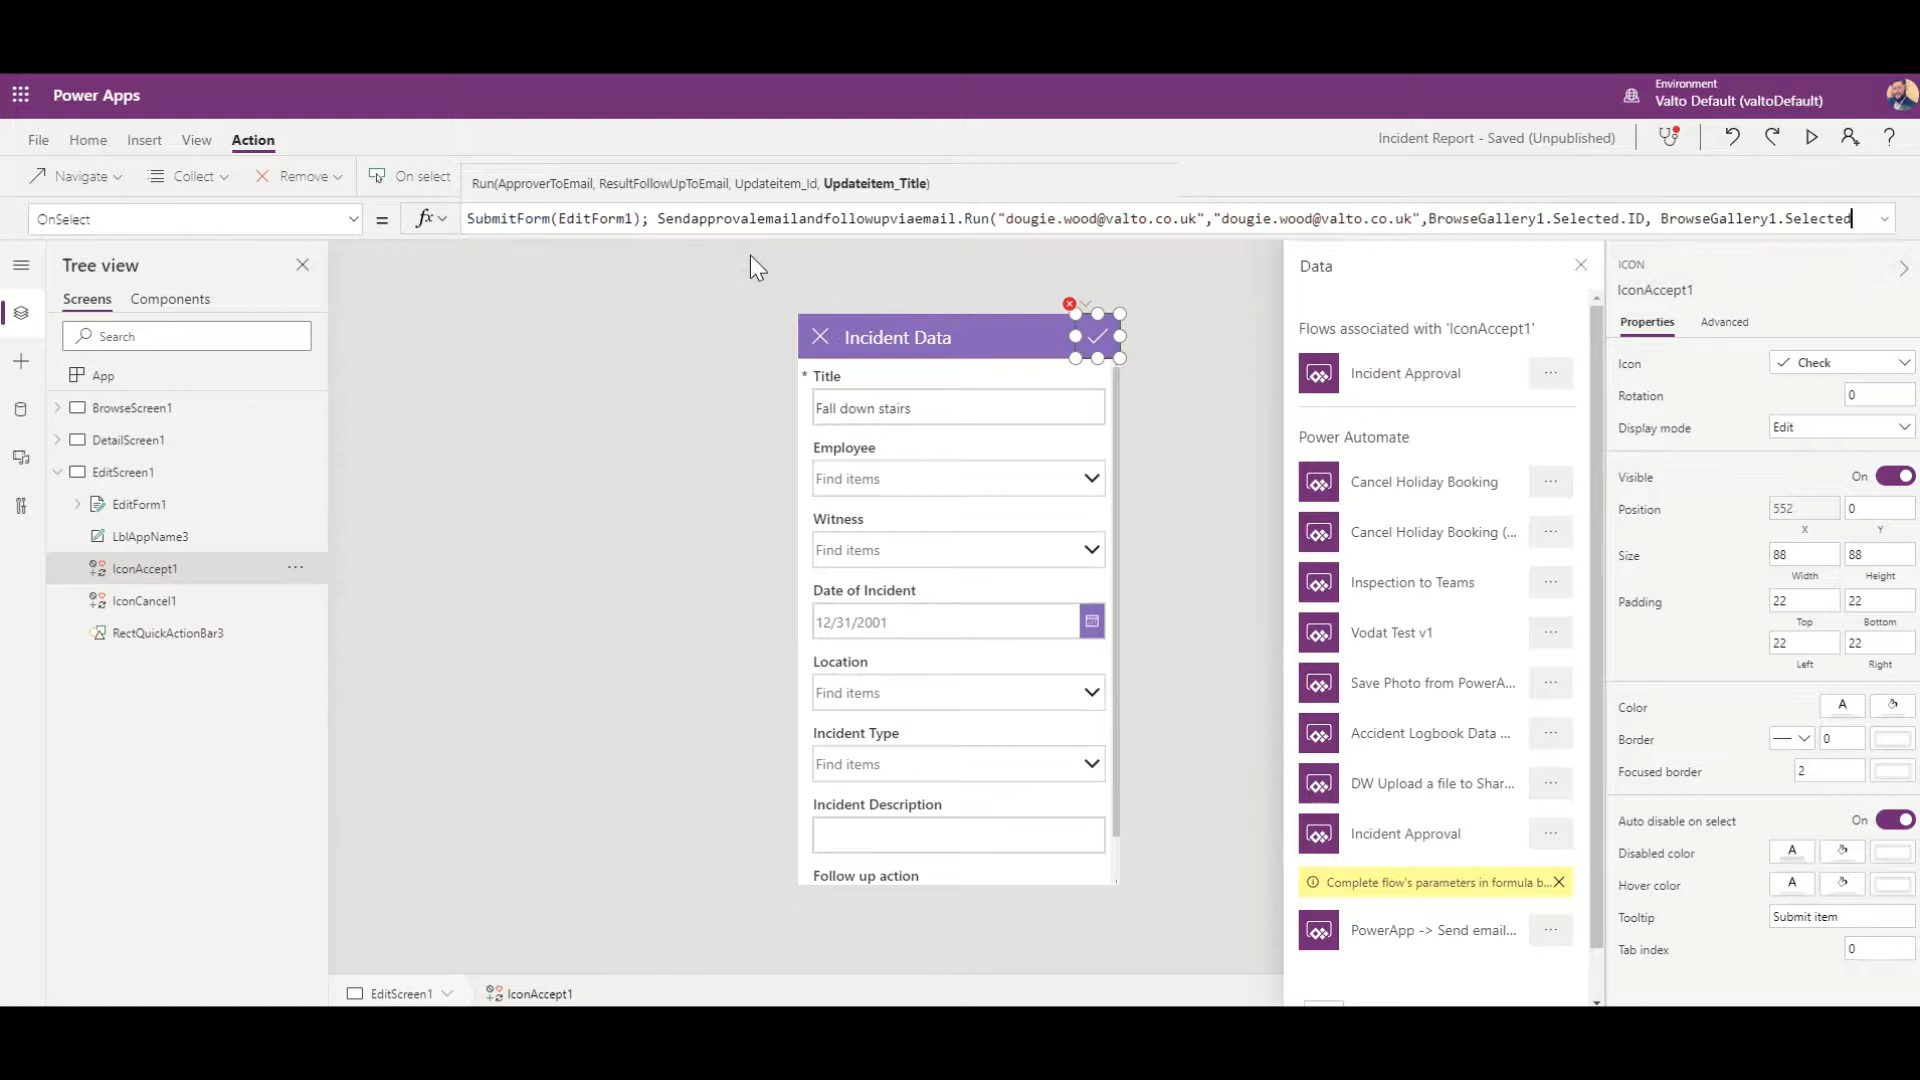 Power Apps
Environment
Valto Default (valtoDefault)
File
Home
Insert
View
Action
Incident Report - Saved (Unpublished)
Navigate
Collect
Remove
On select
Run(ApproverToEmail, ResultFollowUpToEmail, Updateitem_Id, Updateitem_Title)
OnSelect
=
fx
SubmitForm(EditForm1); Sendapprovalemailandfollowupviaemail.Run("dougie.wood@valto.co.uk","dougie.wood@valto.co.uk",BrowseGallery1.Selected.ID, BrowseGallery1.Selected
Tree view
Screens
Components
Search
App
BrowseScreen1
DetailScreen1
EditScreen1
EditForm1
LblAppName3
IconAccept1
...
IconCancel1
RectQuickActionBar3
Incident Data
* Title
Fall down stairs
Employee
Find items
Witness
Find items
Date of Incident
12/31/2001
Location
Find items
Incident Type
Find items
Incident Description
Follow up action
EditScreen1
IconAccept1
Data
Flows associated with 'IconAccept1'
Incident Approval
...
Power Automate
Cancel Holiday Booking
...
Cancel Holiday Booking (...
...
Inspection to Teams
...
Vodat Test v1
...
Save Photo from PowerA...
...
Accident Logbook Data ...
...
DW Upload a file to Shar...
...
Incident Approval
...
Complete flow's parameters in formula b...
PowerApp -> Send email...
...
ICON
IconAccept1
Properties
Advanced
Icon
Check
Rotation
0
Display mode
Edit
Visible
On
Position
552
0
X
Y
Size
88
88
Width
Height
Padding
22
22
Top
Bottom
22
22
Left
Right
Color
A
Border
0
Focused border
2
Auto disable on select
On
Disabled color
A
Hover color
A
Tooltip
Submit item
Tab index
0